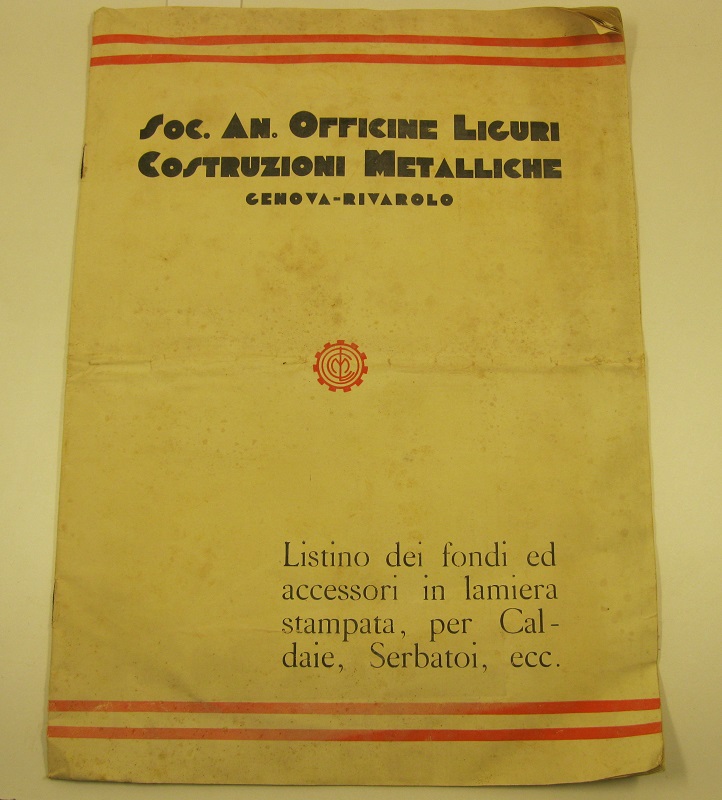 Soc. An. Officine Liguri
Costruzioni Metalliche
Genova-Rivarolo
Listino dei fondi ed
accessori in lamiera
stampata, per Cal-
daie, Serbatoi, ecc.